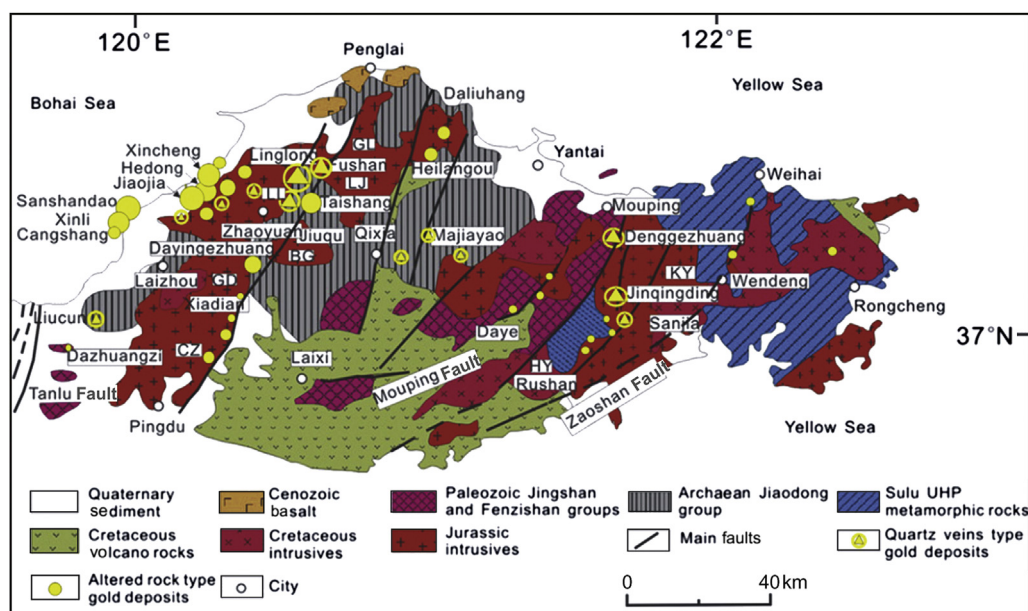 120°E
122°E
Penglai
Yellow Sea
Bohai Sea
Daliuhang
Xincheng
Linglong
GL
Hedong
Fushan
Heilangou
Yantai
Jiaojia
Weihai
LJ
Sanshandao
Taishang
Mouping
Xinli
Zhaoyuan
Jiuqu
Qixia
Majiayao
Denggezhuang
Cangshang
Dayingezhuang
BG
Laizhou
GD
KY
Wendeng
Xiadian
Jinqingding
Rongcheng
Liucun
Sanjia
Daye
37°N
Dazhuangzi
CZ
Laixi
Mouping Fault
HY
Rushan
Tanlu Fault
Zaoshan Fault
Pingdu
Yellow Sea
Quaternary
sediment
Cenozoic
basalt
Paleozoic Jingshan
and Fenzishan groups
Archaean Jiaodong
group
Sulu UHP
metamorphic rocks
Cretaceous
volcano rocks
Cretaceous
intrusives
Jurassic
intrusives
Main faults
Quartz veins type
gold deposits
Altered rock type
gold deposits
City
0
40 km